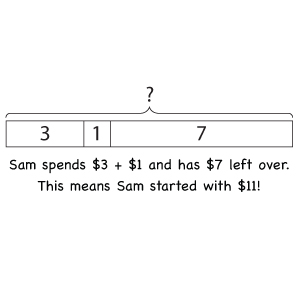 ?
3 1 7
Sam spends $3 + $1 and has $7 left over.
This means Sam started with $11!